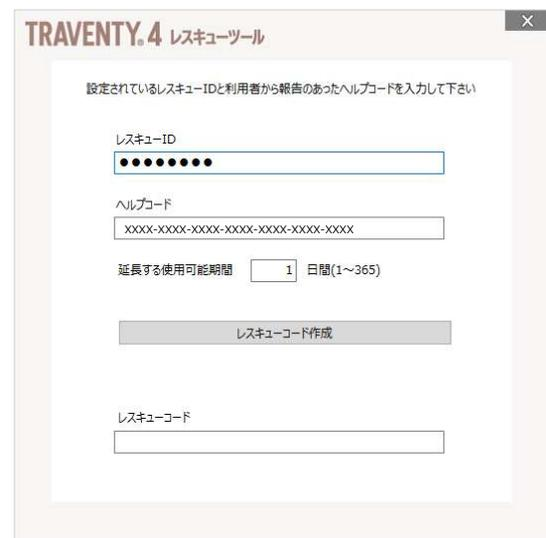 TRAVENTY® 4 レスキューツール
設定されているレスキューIDと利用者から報告のあったヘルプコードを入力して下さい
レスキューID
●●●●●●●●
ヘルプコード
XXXX-XXXX-XXXX-XXXX-XXXX-XXXX-XXXX
延長する使用可能期間 1 日間(1～365)
レスキューコード作成
レスキューコード